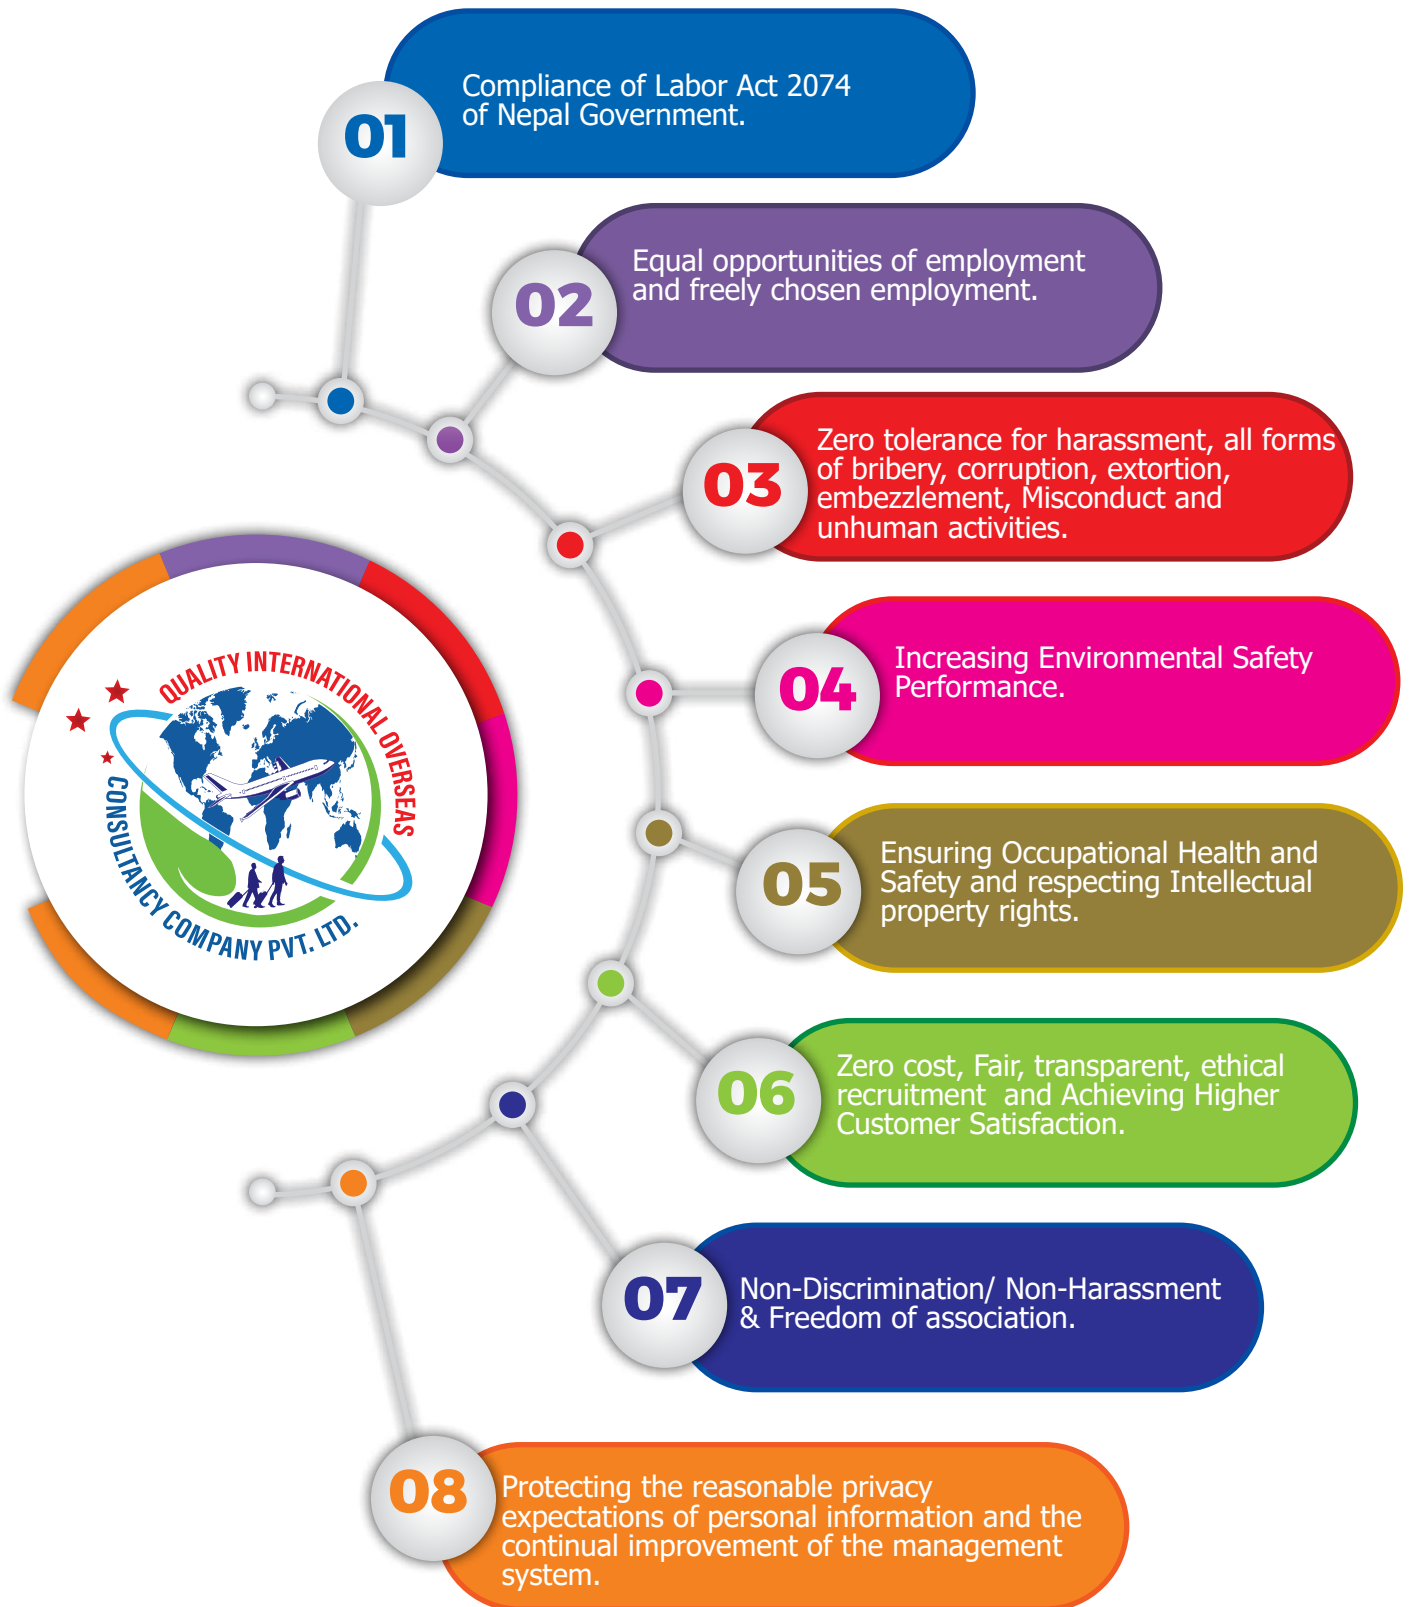 01
Compliance of Labor Act 2074
of Nepal Government.
02
Equal opportunities of employment
and freely chosen employment.
03
Zero tolerance for harassment, all forms
of bribery, corruption, extortion,
embezzlement, Misconduct and
unhuman activities.
04
Increasing Environmental Safety
Performance.
QUALITY INTERNATIONAL OVERSEAS
CONSULTANCY COMPANY PVT. LTD.
05
Ensuring Occupational Health and
Safety and respecting Intellectual
property rights.
06
Zero cost, Fair, transparent, ethical
recruitment  and Achieving Higher
Customer Satisfaction.
07
Non-Discrimination/ Non-Harassment
& Freedom of association.
08
Protecting the reasonable privacy
expectations of personal information and the
continual improvement of the management
system.